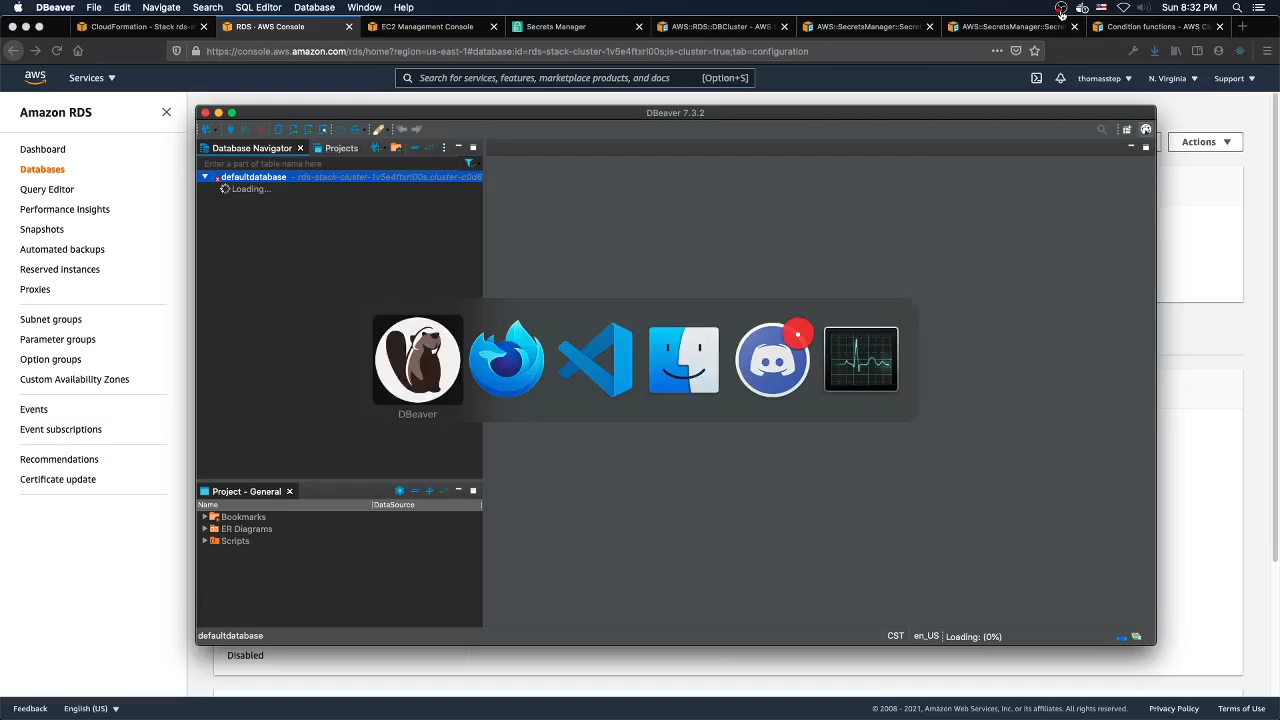 DBeaver File Edit Navigate Search SQL Editor Database Window Help Sun 8:32 PM
CloudFormation - Stack rds-s
RDS · AWS Console
EC2 Management Console
Secrets Manager
AWS::RDS::DBCluster - AWS C
AWS::SecretsManager::Secret
AWS::SecretsManager::Secre
Condition functions - AWS Cl
https://console.aws.amazon.com/rds/home?region=us-east-1#database:id=rds-stack-cluster-1v5e4ftxrl00s;is-cluster=true;tab=configuration
aws Services Search for services, features, marketplace products, and docs [Option+S] thomasstep N. Virginia Support
Amazon RDS
Dashboard
Databases
Query Editor
Performance Insights
Snapshots
Automated backups
Reserved instances
Proxies
Subnet groups
Parameter groups
Option groups
Custom Availability Zones
Events
Event subscriptions
Recommendations
Certificate update
Actions
DBeaver 7.3.2
Database Navigator Projects
Enter a part of table name here
defaultdatabase - rds-stack-cluster-1v5e4ftxrl00s.cluster-c0d6
Loading...
DBeaver
Project - General
Name DataSource
Bookmarks
ER Diagrams
Scripts
defaultdatabase CST en_US Loading: (0%)
Disabled
Feedback English (US) © 2008 - 2021, Amazon Web Services, Inc. or its affiliates. All rights reserved. Privacy Policy Terms of Use